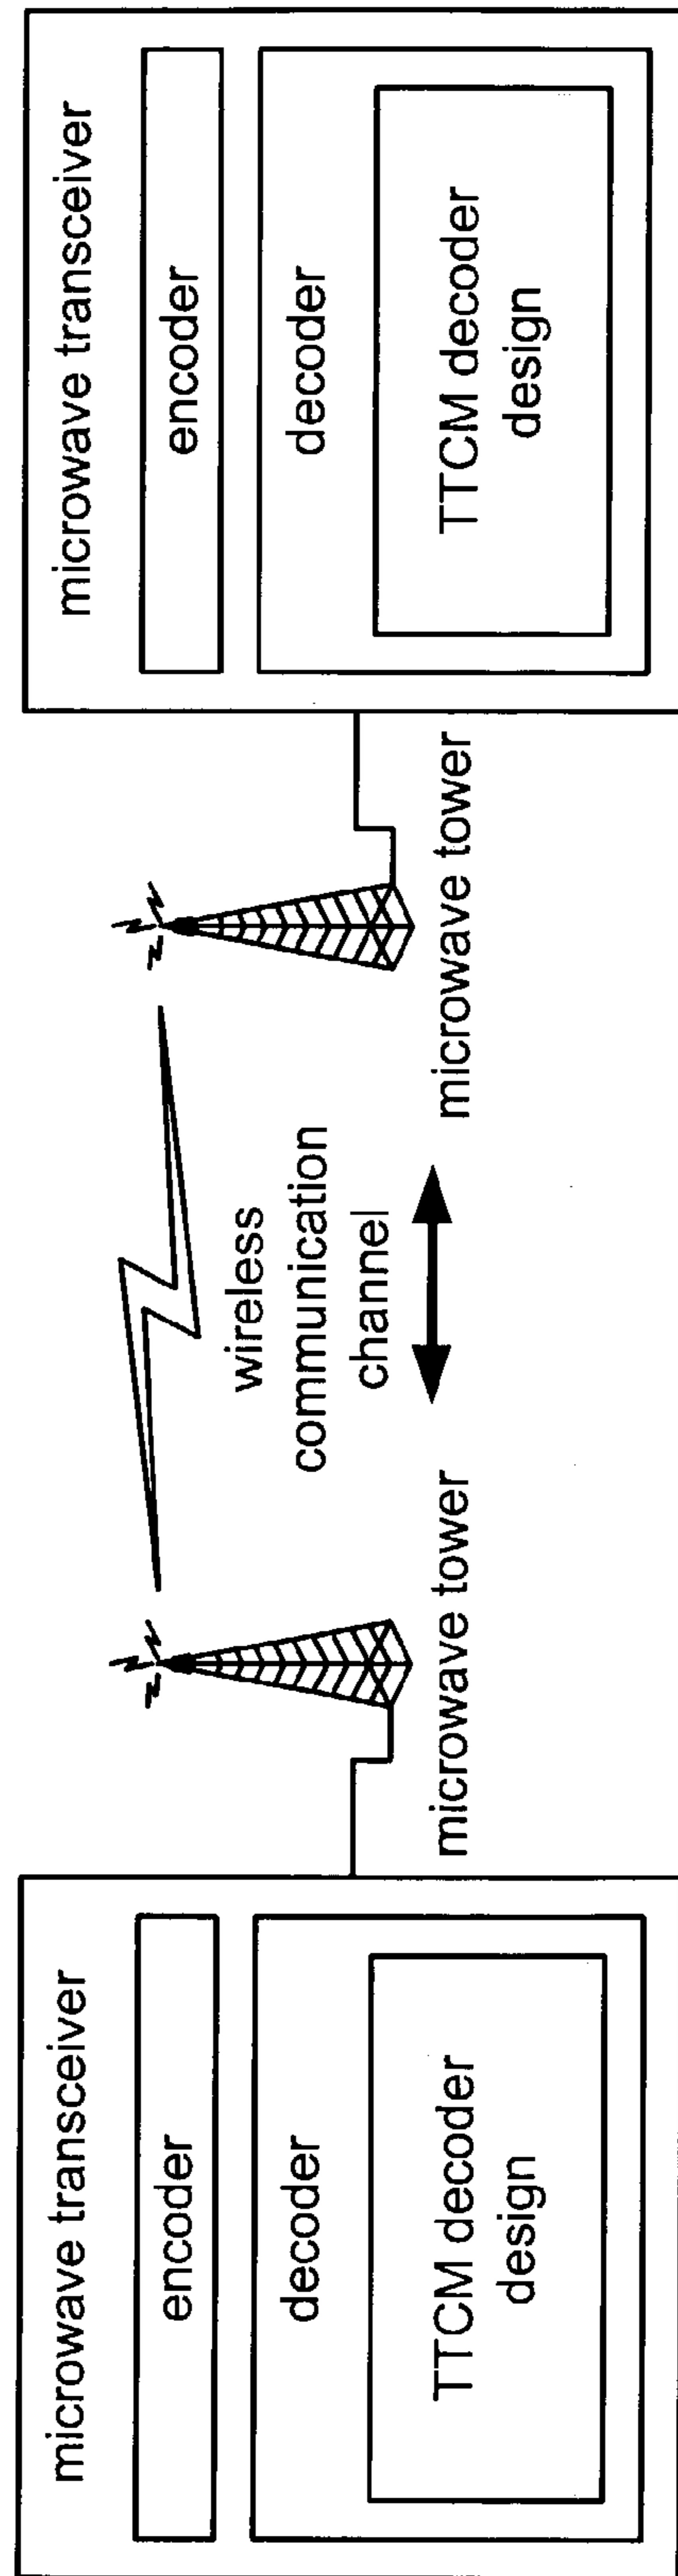 microwave transceiver
encoder
decoder
TTCM decoder
design
microwave tower
wireless
communication
channel
microwave tower
microwave transceiver
encoder
decoder
TTCM decoder
design